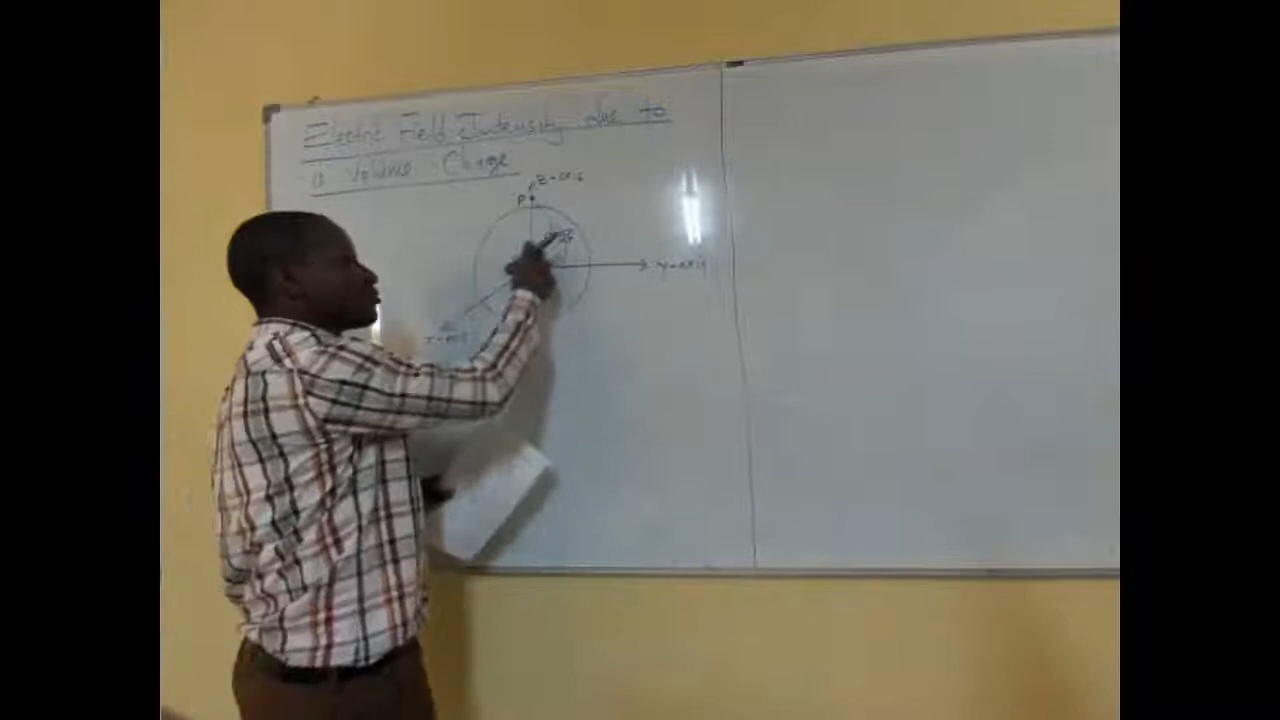 Electric Field Intensity due to
a Volume Charge
Z-axis
P
Y-axis
X-axis